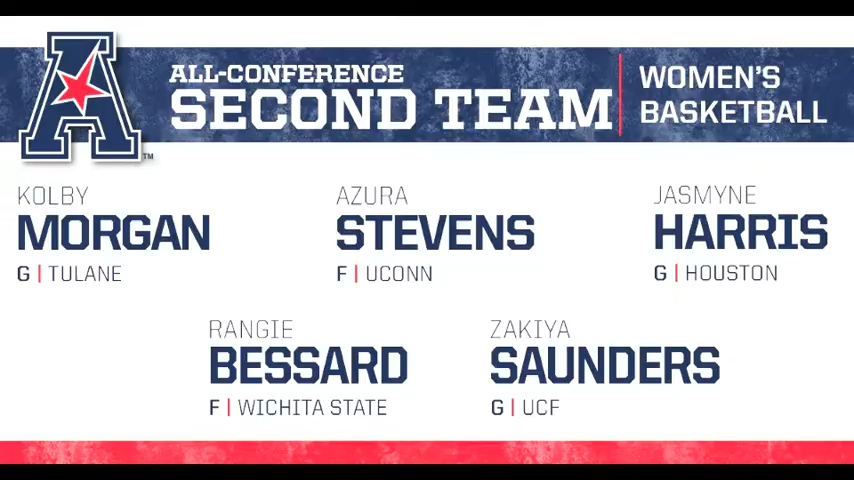 ALL-CONFERENCE
SECOND TEAM
WOMEN'S
BASKETBALL
A
TM
KOLBY
MORGAN
G | TULANE
AZURA
STEVENS
F | UCONN
JASMYNE
HARRIS
G | HOUSTON
RANGIE
BESSARD
F | WICHITA STATE
ZAKIYA
SAUNDERS
G | UCF